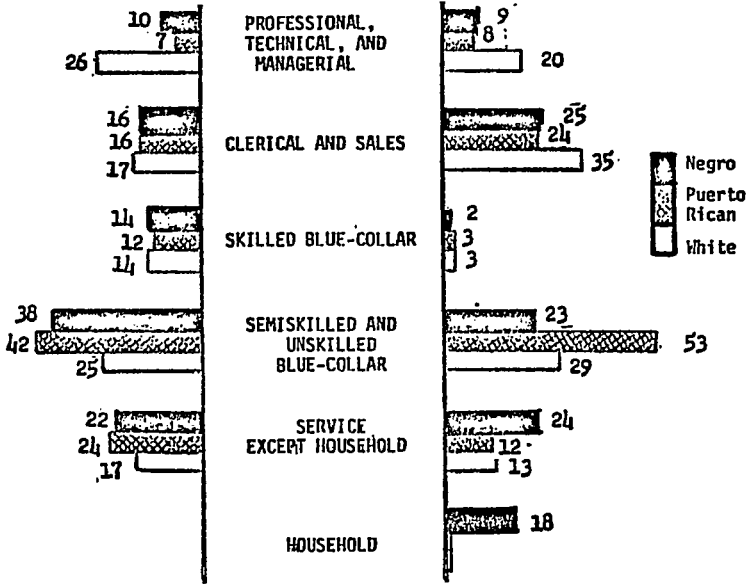 10
PROFESSIONAL,
9
7
TECHNICAL, AND
8
26
MANAGERIAL
20
16
25
16
CLERICAL AND SALES
24
17
35
Negro
Puerto
Rican
White
14
2
12
SKILLED BLUE-COLLAR
3
14
3
38
SEMISKILLED AND
23
42
UNSKILLED
53
25
BLUE-COLLAR
29
22
SERVICE
24
24
EXCEPT HOUSEHOLD
12
17
13
18
HOUSEHOLD